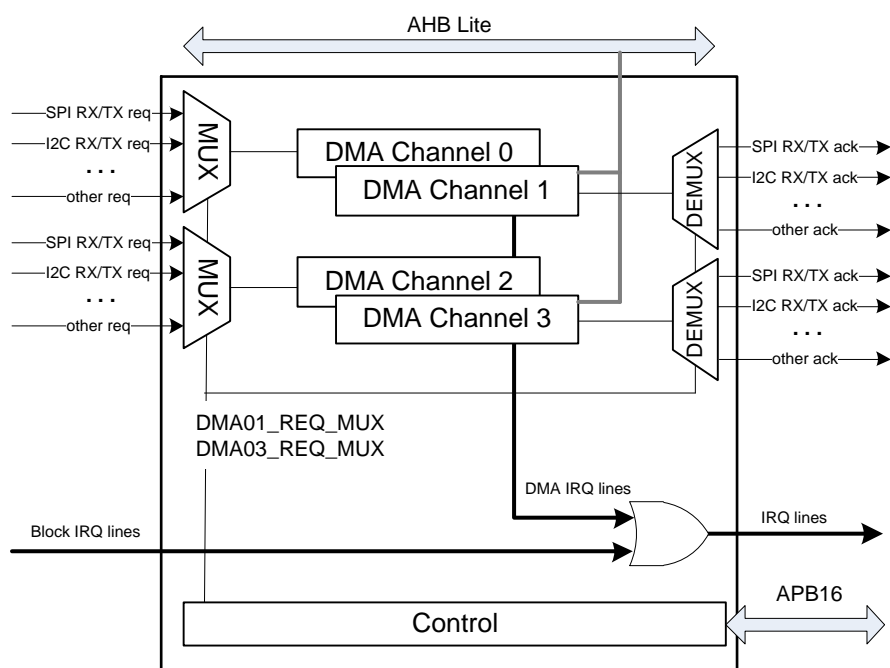 AHB Lite
SPI RX/TX req
I2C RX/TX req
. . .
other req
MUX
DMA Channel 0
DMA Channel 1
DEMUX
SPI RX/TX ack
I2C RX/TX ack
. . .
other ack
SPI RX/TX req
I2C RX/TX req
. . .
other req
MUX
DMA Channel 2
DMA Channel 3
DEMUX
SPI RX/TX ack
I2C RX/TX ack
. . .
other ack
DMA01_REQ_MUX
DMA03_REQ_MUX
DMA IRQ lines
Block IRQ lines
IRQ lines
APB16
Control